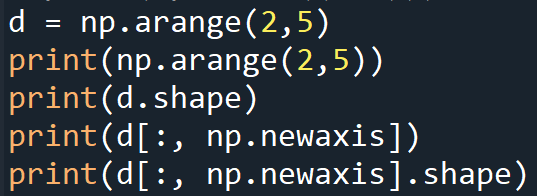 d = np.arange(2,5)
print(np.arange(2,5))
print(d.shape)
print(d[:, np.newaxis])
print(d[:, np.newaxis].shape)